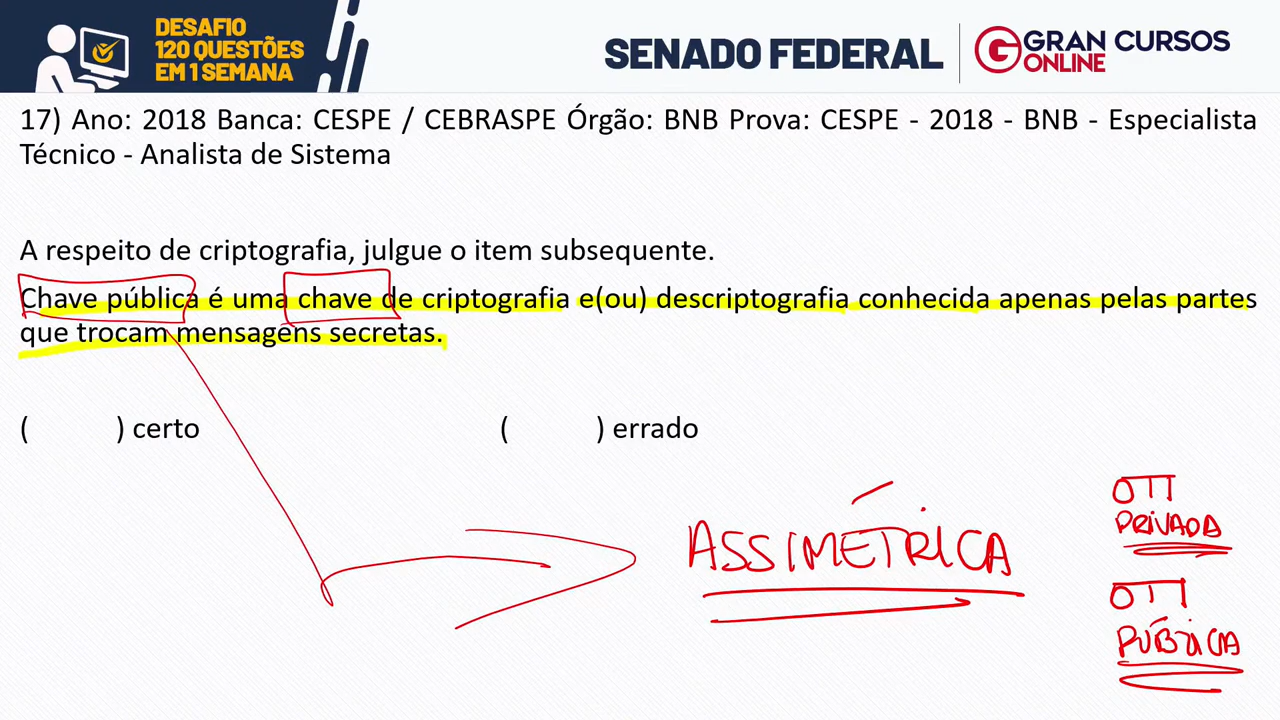 DESAFIO
120 QUESTÕES
EM 1 SEMANA
SENADO FEDERAL
GRAN CURSOS
ONLINE
17) Ano: 2018 Banca: CESPE / CEBRASPE Órgão: BNB Prova: CESPE - 2018 - BNB - Especialista
Técnico - Analista de Sistema
A respeito de criptografia, julgue o item subsequente.
Chave pública é uma chave de criptografia e(ou) descriptografia conhecida apenas pelas partes
que trocam mensagens secretas.
( ) certo ( ) errado
ASSIMÉTRICA
PRIVADA
PÚBLICA